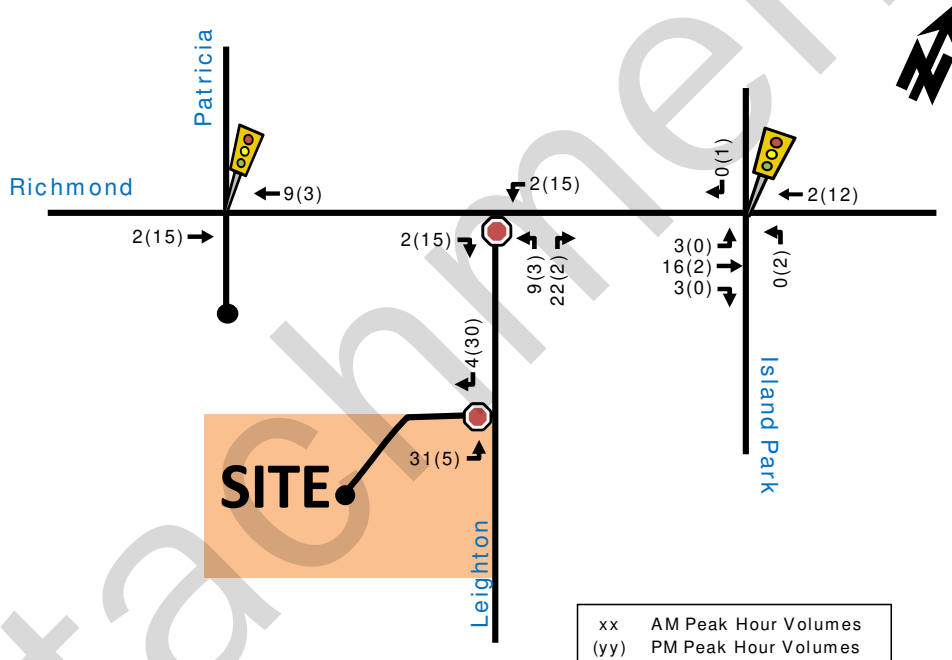 Patricia
Richmond
9(3)
2(15)
2(15)
2(15)
9(3)
22(2)
0(1)
2(12)
3(0)
16(2)
3(0)
0(2)
4(30)
31(5)
SITE
Leighton
Island Park
N
xx AM Peak Hour Volumes
(yy) PM Peak Hour Volumes